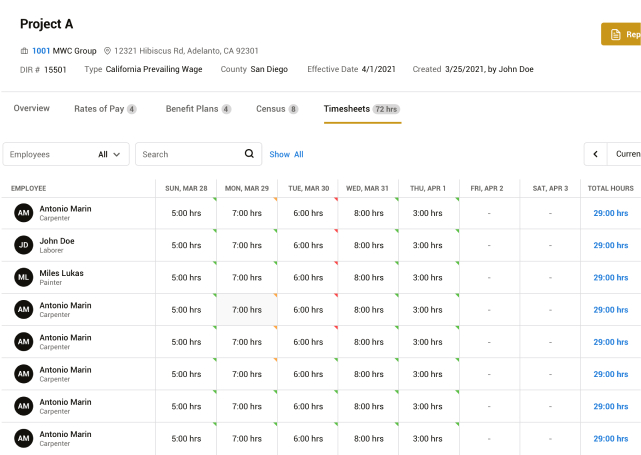 Project A
Rep
1001 MWC Group 12321 Hibiscus Rd, Adelanto, CA 92301
DIR # 15501 Type California Prevailing Wage County San Diego Effective Date 4/1/2021 Created 3/25/2021, by John Doe
Overview Rates of Pay 4 Benefit Plans 4 Census 8 Timesheets 72 hrs
Employees All Search Show All Curren
EMPLOYEE SUN, MAR 28 MON, MAR 29 TUE, MAR 30 WED, MAR 31 THU, APR 1 FRI, APR 2 SAT, APR 3 TOTAL HOURS
AM Antonio Marin 5:00 hrs 7:00 hrs 6:00 hrs 8:00 hrs 3:00 hrs - - 29:00 hrs
Carpenter
JD John Doe 5:00 hrs 7:00 hrs 6:00 hrs 8:00 hrs 3:00 hrs - - 29:00 hrs
Laborer
ML Miles Lukas 5:00 hrs 7:00 hrs 6:00 hrs 8:00 hrs 3:00 hrs - - 29:00 hrs
Painter
AM Antonio Marin 5:00 hrs 7:00 hrs 6:00 hrs 8:00 hrs 3:00 hrs - - 29:00 hrs
Carpenter
AM Antonio Marin 5:00 hrs 7:00 hrs 6:00 hrs 8:00 hrs 3:00 hrs - - 29:00 hrs
Carpenter
AM Antonio Marin 5:00 hrs 7:00 hrs 6:00 hrs 8:00 hrs 3:00 hrs - - 29:00 hrs
Carpenter
AM Antonio Marin 5:00 hrs 7:00 hrs 6:00 hrs 8:00 hrs 3:00 hrs - - 29:00 hrs
Carpenter
AM Antonio Marin 5:00 hrs 7:00 hrs 6:00 hrs 8:00 hrs 3:00 hrs - - 29:00 hrs
Carpenter